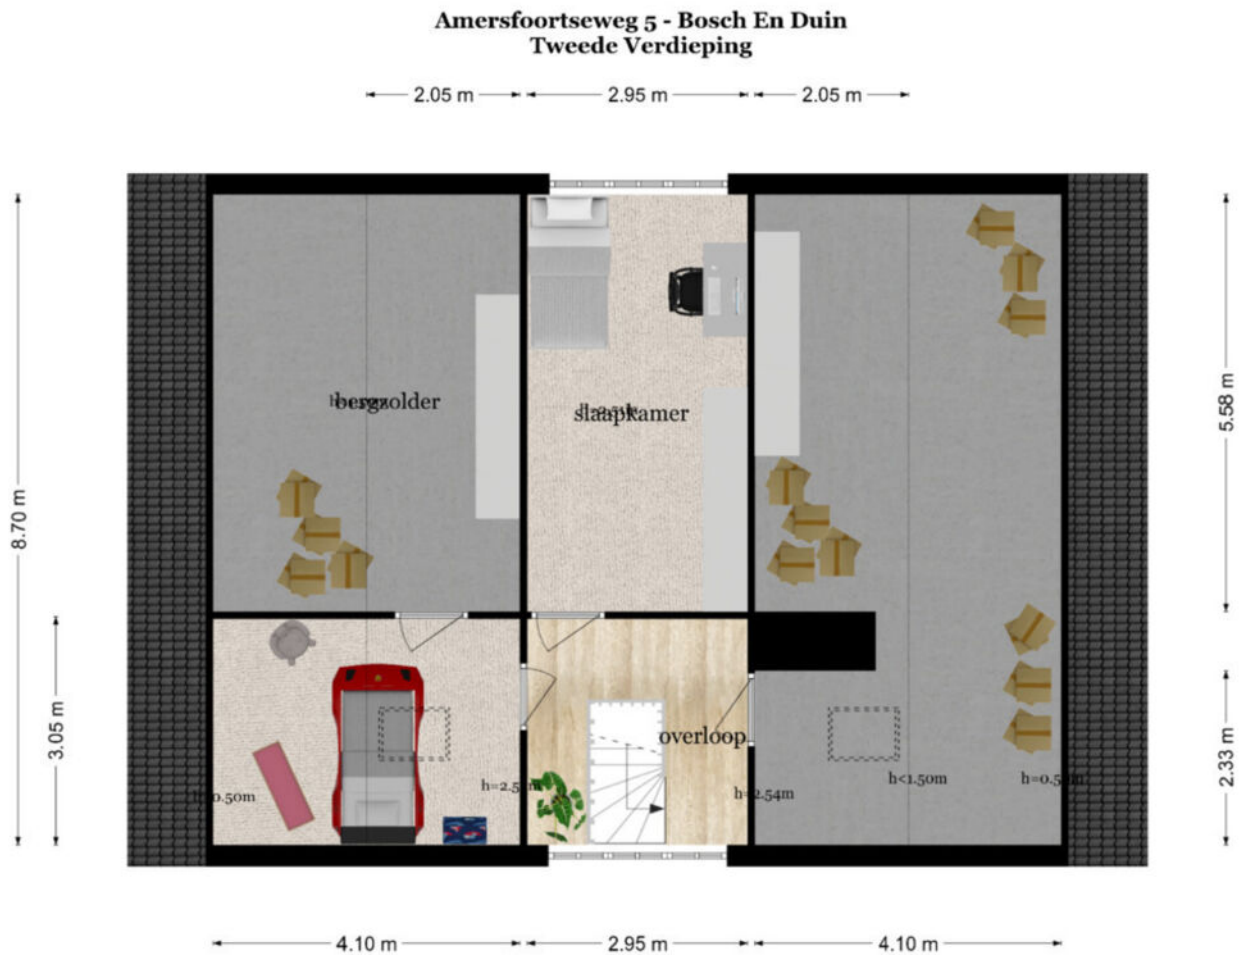 Amersfoortseweg 5 - Bosch En Duin
Tweede Verdieping
2.05 m
2.95 m
2.05 m
8.70 m
5.58 m
bergzolder
slaapkamer
3.05 m
overloop
2.33 m
h<1.50m
h=2.54m
4.10 m
2.95 m
4.10 m